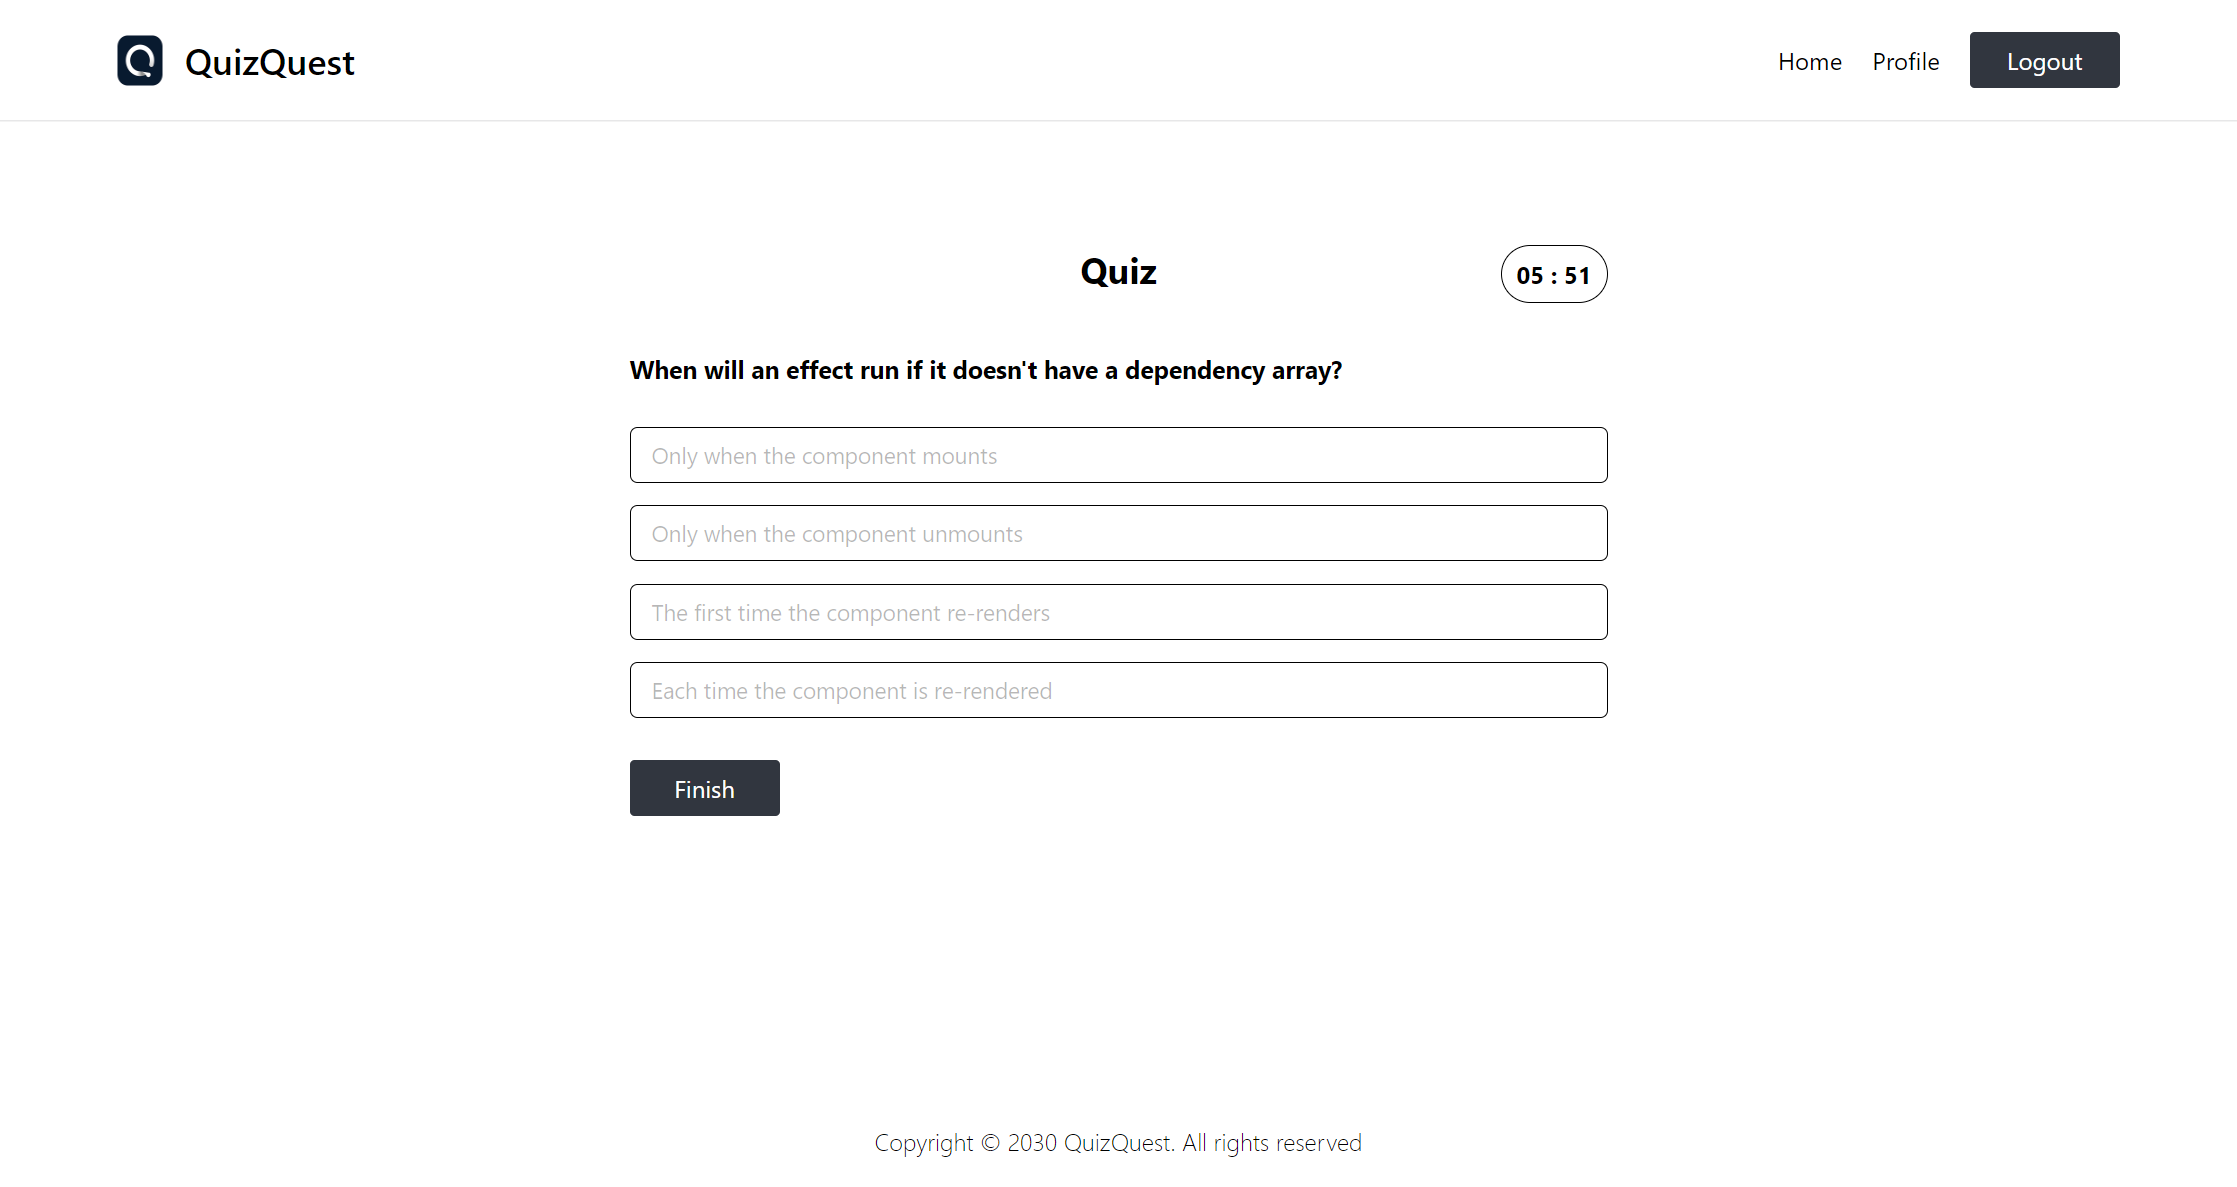 QuizQuest
Home
Profile
Logout
Quiz
05 : 51
When will an effect run if it doesn't have a dependency array?
Only when the component mounts
Only when the component unmounts
The first time the component re-renders
Each time the component is re-rendered
Finish
Copyright © 2030 QuizQuest. All rights reserved